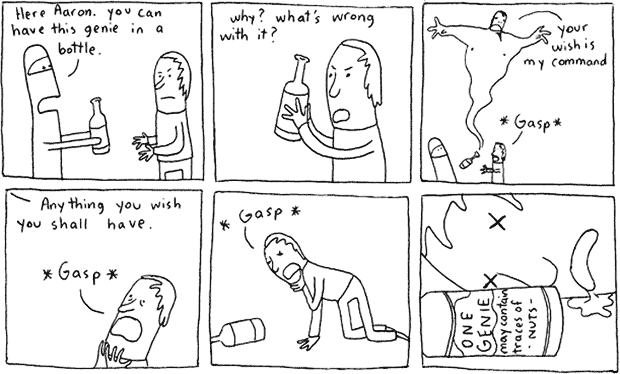 Here Aaron. you can
have this genie in a
bottle.
why? what's wrong
with it?
your
wish is
my command
* Gasp *
Anything you wish
you shall have.
* Gasp *
* Gasp *
ONE
GENIE
may contain
traces of
- NUTS -